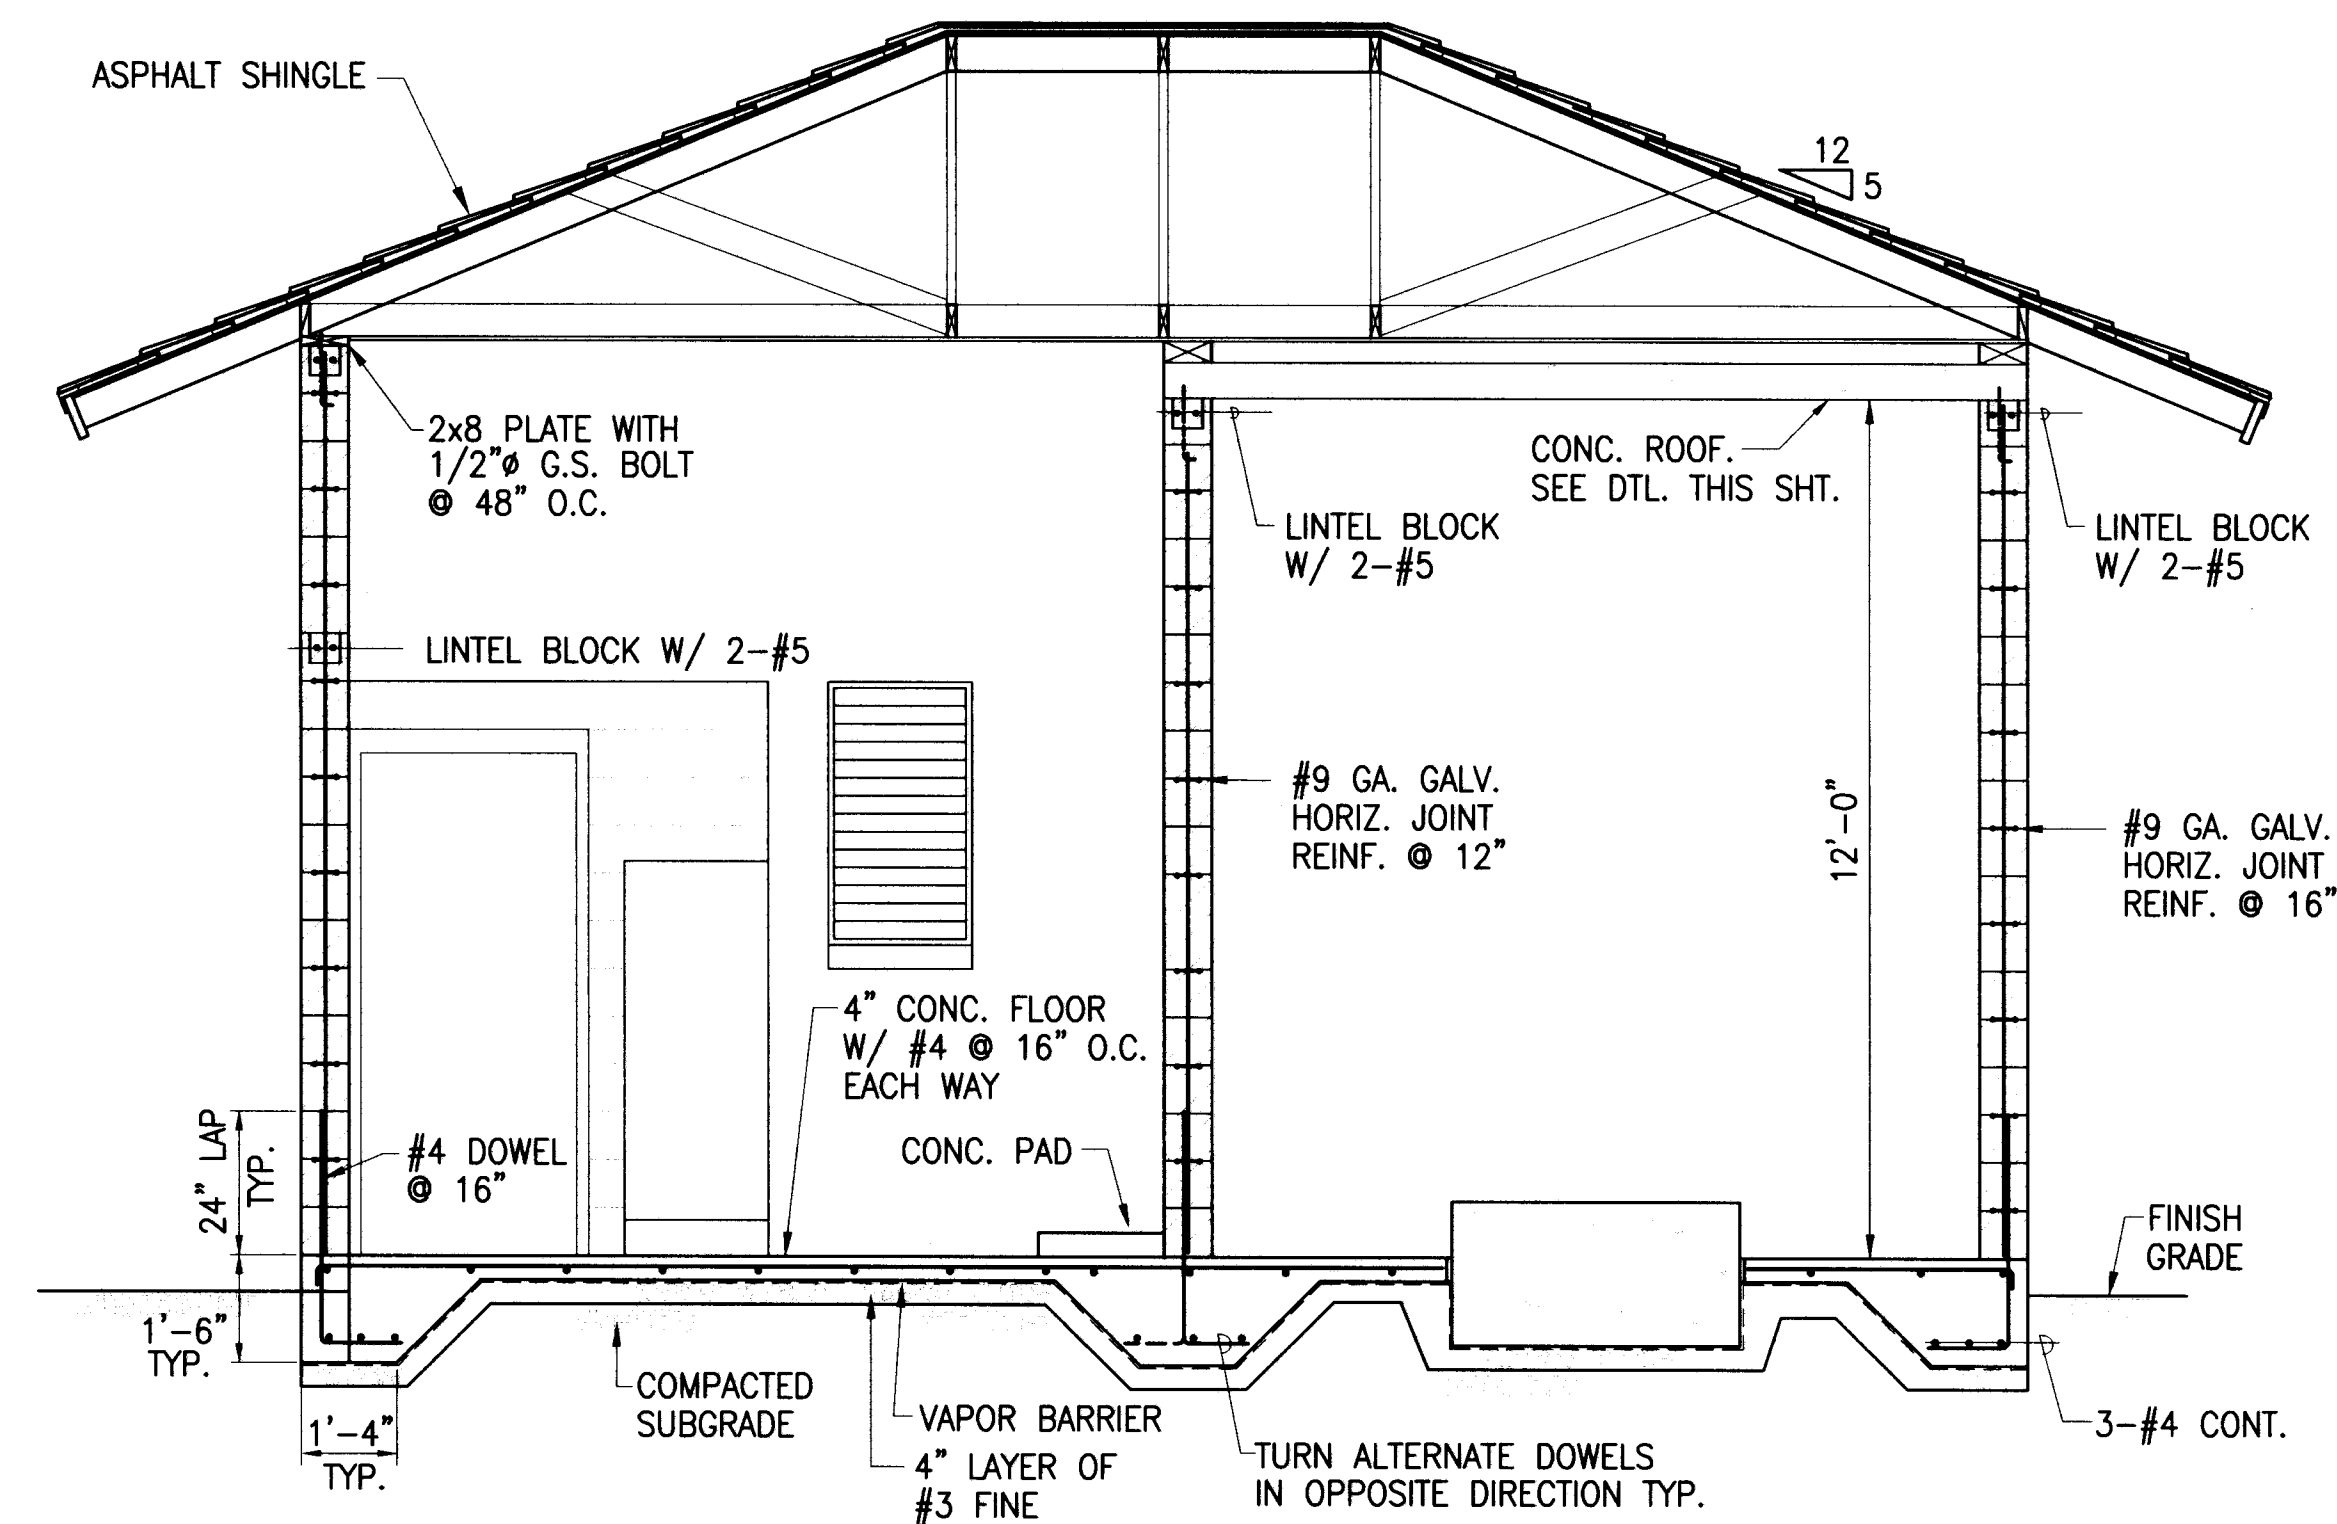 ASPHALT SHINGLE
12
5
2x8 PLATE WITH
1/2"ø G.S. BOLT
@ 48" O.C.
CONC. ROOF.
SEE DTL. THIS SHT.
LINTEL BLOCK
W/ 2-#5
LINTEL BLOCK
W/ 2-#5
LINTEL BLOCK W/ 2-#5
#9 GA. GALV.
HORIZ. JOINT
REINF. @ 12"
12'-0"
#9 GA. GALV.
HORIZ. JOINT
REINF. @ 16"
4" CONC. FLOOR
W/ #4 @ 16" O.C.
EACH WAY
24" LAP
TYP.
#4 DOWEL
@ 16"
CONC. PAD
FINISH
GRADE
1'-6"
TYP.
1'-4"
TYP.
COMPACTED
SUBGRADE
VAPOR BARRIER
4" LAYER OF
#3 FINE
TURN ALTERNATE DOWELS
IN OPPOSITE DIRECTION TYP.
3-#4 CONT.